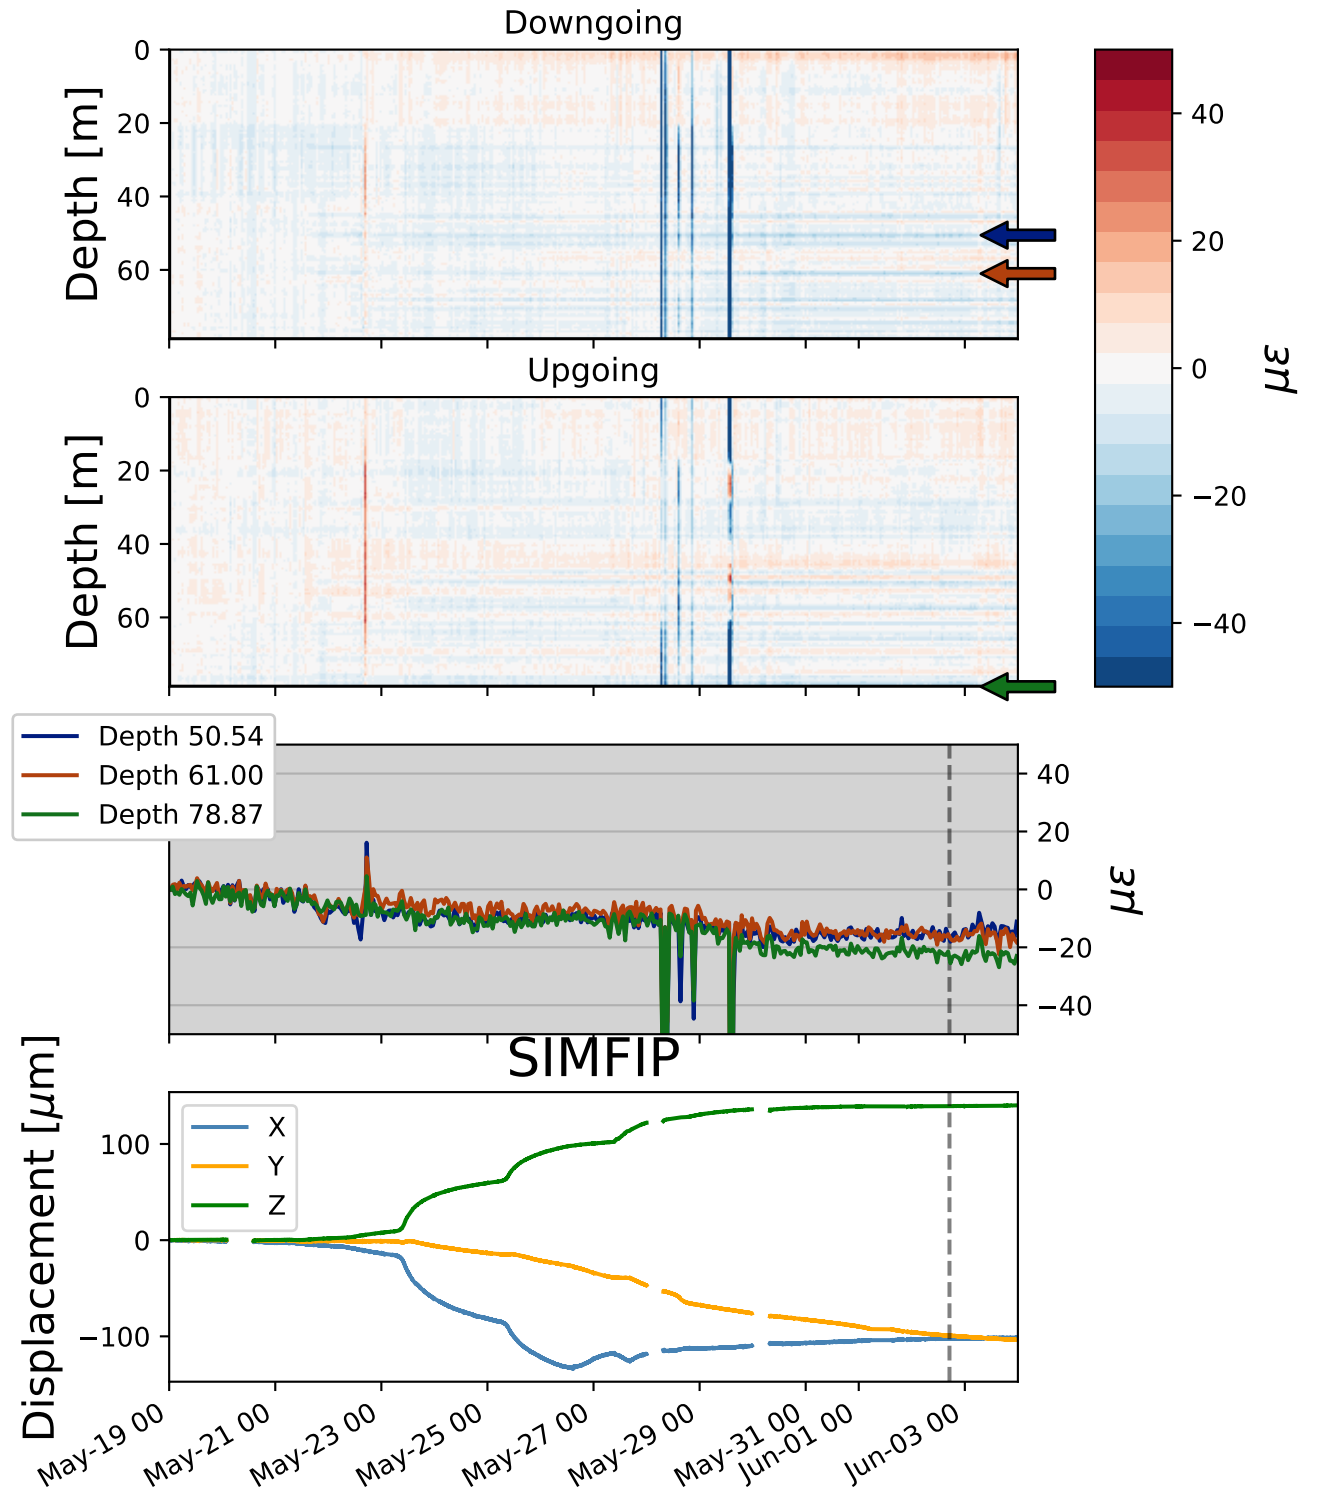 Downgoing
0
20
40
60
Depth [m]
40
20
0
−20
−40
με
Upgoing
0
20
40
60
Depth [m]
Depth 50.54
Depth 61.00
Depth 78.87
40
20
0
−20
−40
με
SIMFIP
Displacement [μm]
100
0
−100
X
Y
Z
May-19 00
May-21 00
May-23 00
May-25 00
May-27 00
May-29 00
May-31 00
Jun-01 00
Jun-03 00